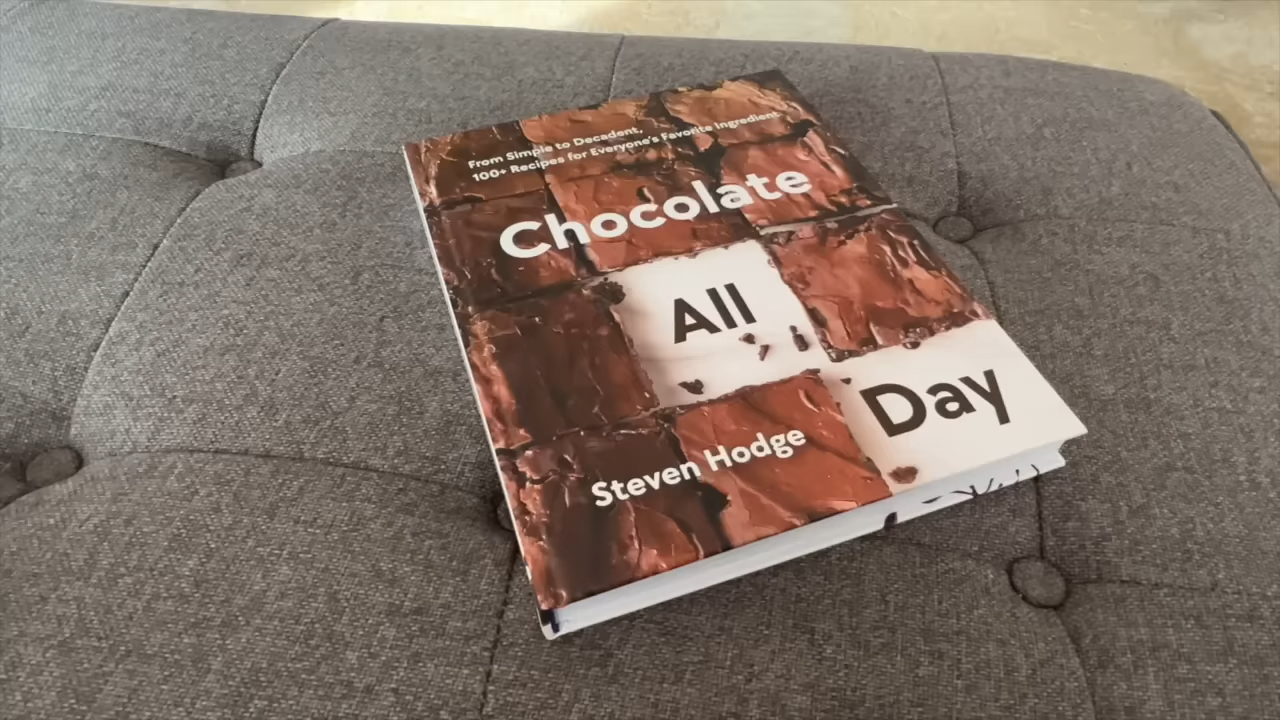 From Simple to Decadent,
100+ Recipes for Everyone's Favorite Ingredient
Chocolate
All
Day
Steven Hodge